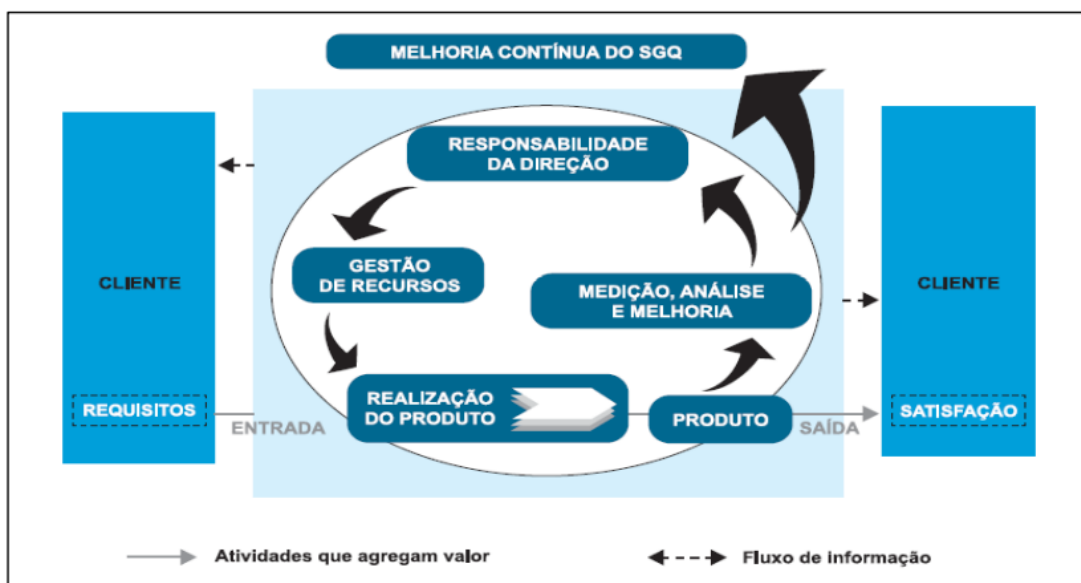 MELHORIA CONTÍNUA DO SGQ
RESPONSABILIDADE
DA DIREÇÃO
GESTÃO
DE RECURSOS
MEDIÇÃO, ANÁLISE
E MELHORIA
CLIENTE
CLIENTE
REALIZAÇÃO
DO PRODUTO
PRODUTO
REQUISITOS
ENTRADA
SAÍDA
SATISFAÇÃO
Atividades que agregam valor
Fluxo de informação